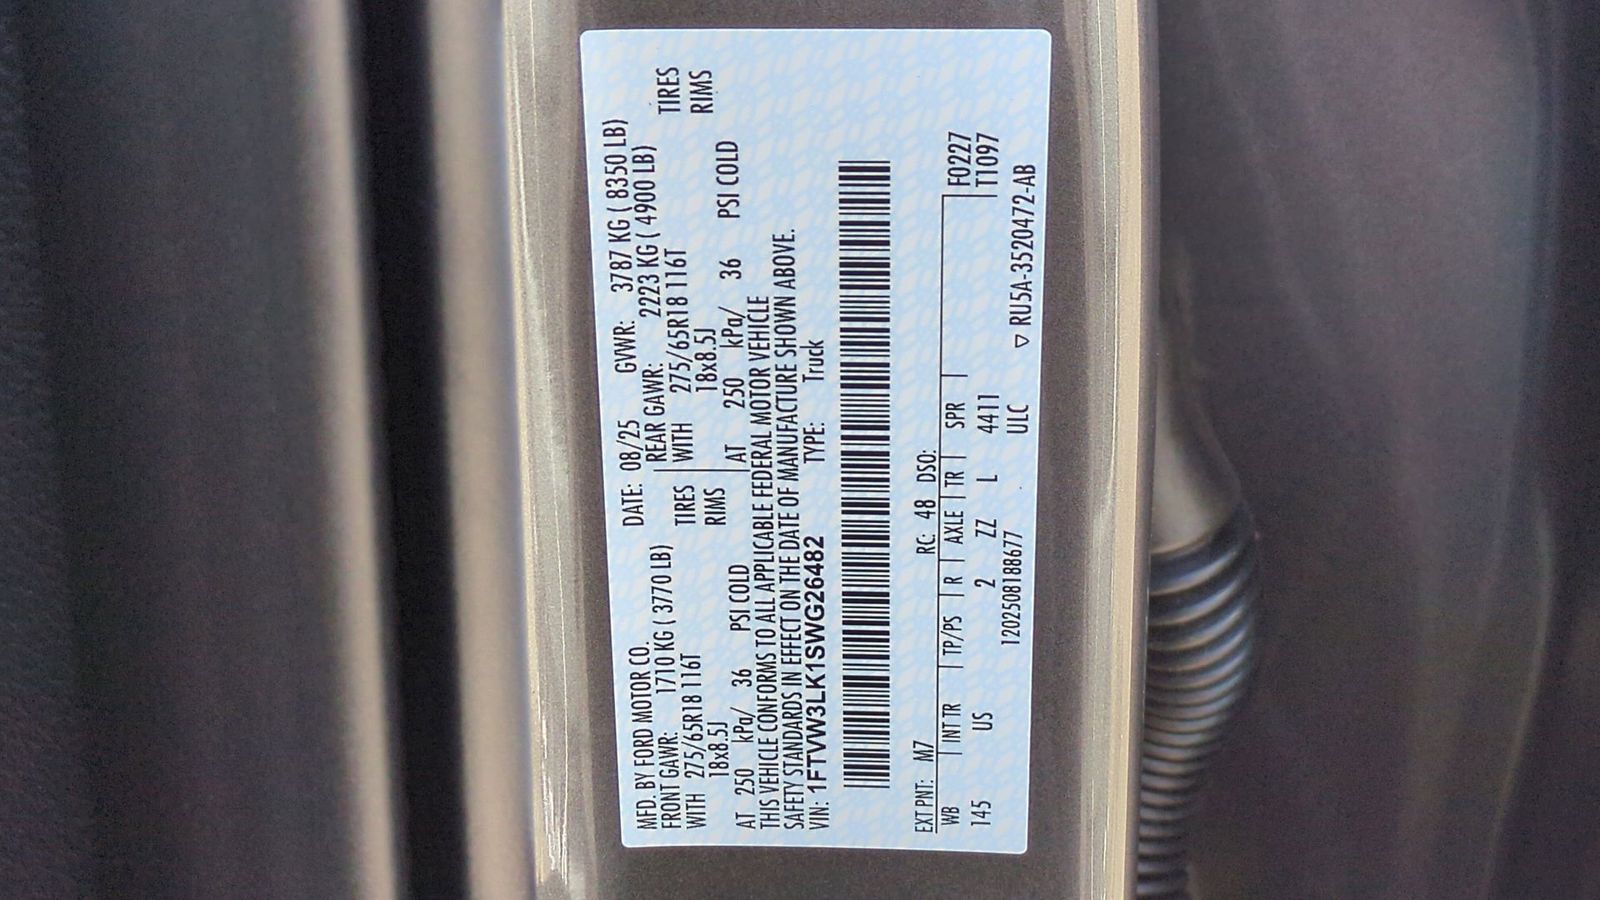 MFD. BY FORD MOTOR CO. DATE: 08/25 GVWR: 3787 KG ( 8350 LB)
FRONT GAWR: 1710 KG ( 3770 LB) REAR GAWR: 2223 KG ( 4900 LB)
WITH 275/65R18 116T TIRES WITH 275/65R18 116T TIRES
18x8.5J RIMS 18x8.5J RIMS
AT 250 kPa/ 36 PSI COLD AT 250 kPa/ 36 PSI COLD
THIS VEHICLE CONFORMS TO ALL APPLICABLE FEDERAL MOTOR VEHICLE
SAFETY STANDARDS IN EFFECT ON THE DATE OF MANUFACTURE SHOWN ABOVE.
VIN: 1FTVW3LK1SWG26482 TYPE: Truck
EXT PNT: M7 RC: 48 DSO:
WB | INT TR | TP/PS | R | AXLE | TR | SPR | F0227
145 US 2 ZZ L 4411 T1097
1202508188677 ULC ▽ RU5A-3520472-AB